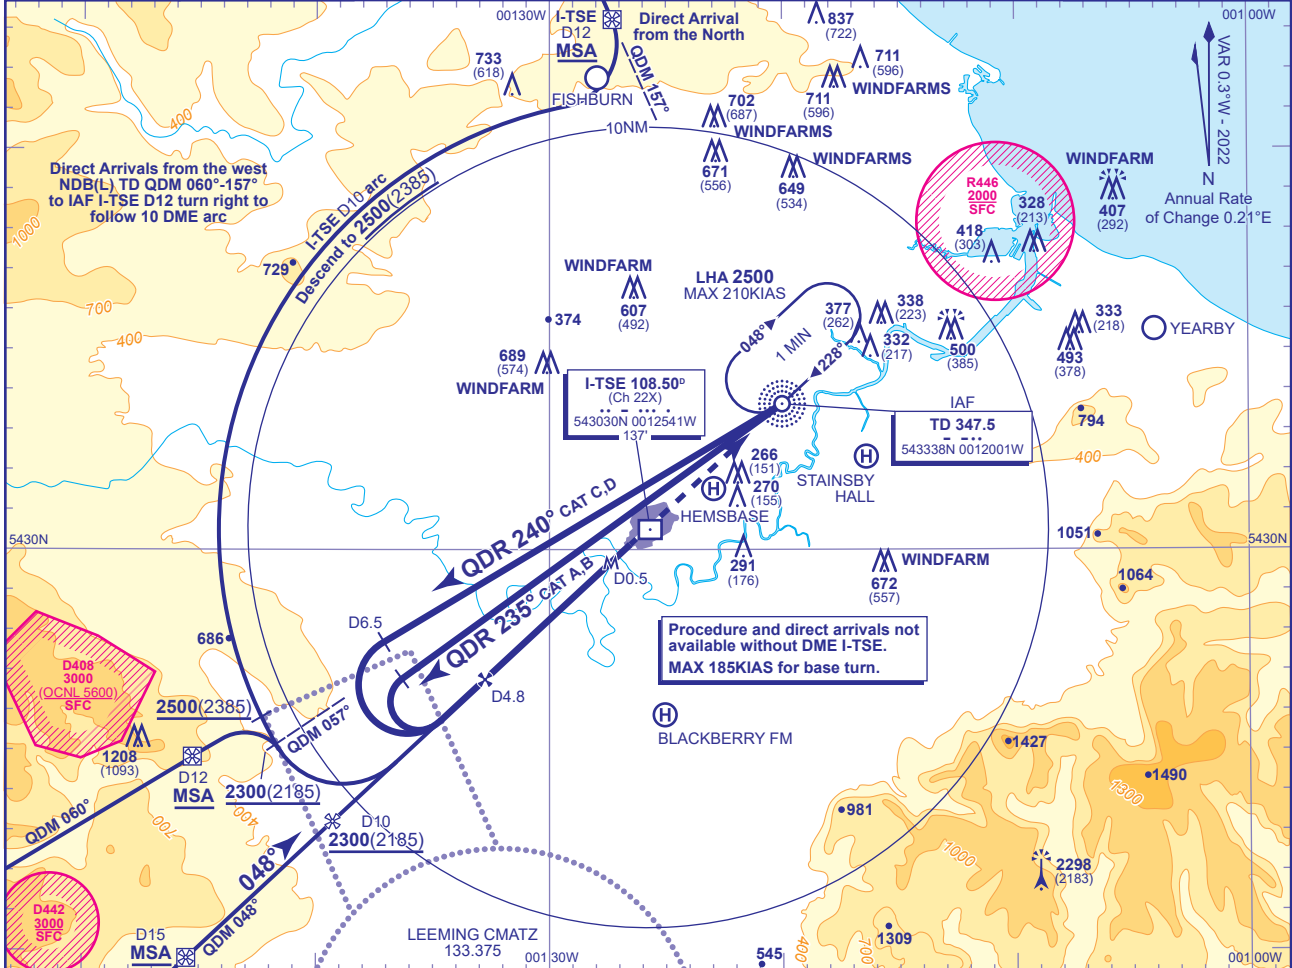 00130W
I-TSE
D12
MSA
Direct Arrival
from the North
837
(722)
00100W
733
(618)
QDM 157°
711
(596)
711
(596)
WINDFARMS
VAR 0.3°W - 2022
FISHBURN
400
702
(687)
WINDFARMS
10NM
671
(556)
WINDFARMS
649
(534)
WINDFARM
407
(292)
N
Annual Rate
of Change 0.21°E
Direct Arrivals from the west
NDB(L) TD QDM 060°-157°
to IAF I-TSE D12 turn right to
follow 10 DME arc
1000
I-TSE D10 arc
Descend to 2500(2385)
R446
2000
SFC
328
(213)
418
(303)
729
WINDFARM
607
(492)
LHA 2500
MAX 210KIAS
700
400
374
048°
1 MIN
228°
377
(262)
338
(223)
332
(217)
500
(385)
333
(218)
493
(378)
YEARBY
689
(574)
WINDFARM
I-TSE 108.50D
(Ch 22X)
543030N 0012541W
137'
IAF
TD 347.5
543338N 0012001W
794
400
266
(151)
270
(155)
STAINSBY
HALL
H
H
HEMSBASE
QDR 240° CAT C,D
5430N
5430N
1051
1064
291
(176)
WINDFARM
672
(557)
D0.5
QDR 235° CAT A,B
D6.5
686
Procedure and direct arrivals not
available without DME I-TSE.
MAX 185KIAS for base turn.
D408
3000
(OCNL 5600)
SFC
D4.8
2500(2385)
QDM 057°
H
BLACKBERRY FM
1208
(1093)
D12
MSA
2300(2185)
1427
1490
1300
QDM 060°
700
400
D10
2300(2185)
981
1000
048°
2298
(2183)
D442
3000
SFC
QDM 048°
D15
MSA
LEEMING CMATZ
133.375
00130W
545
400
700
1309
00100W